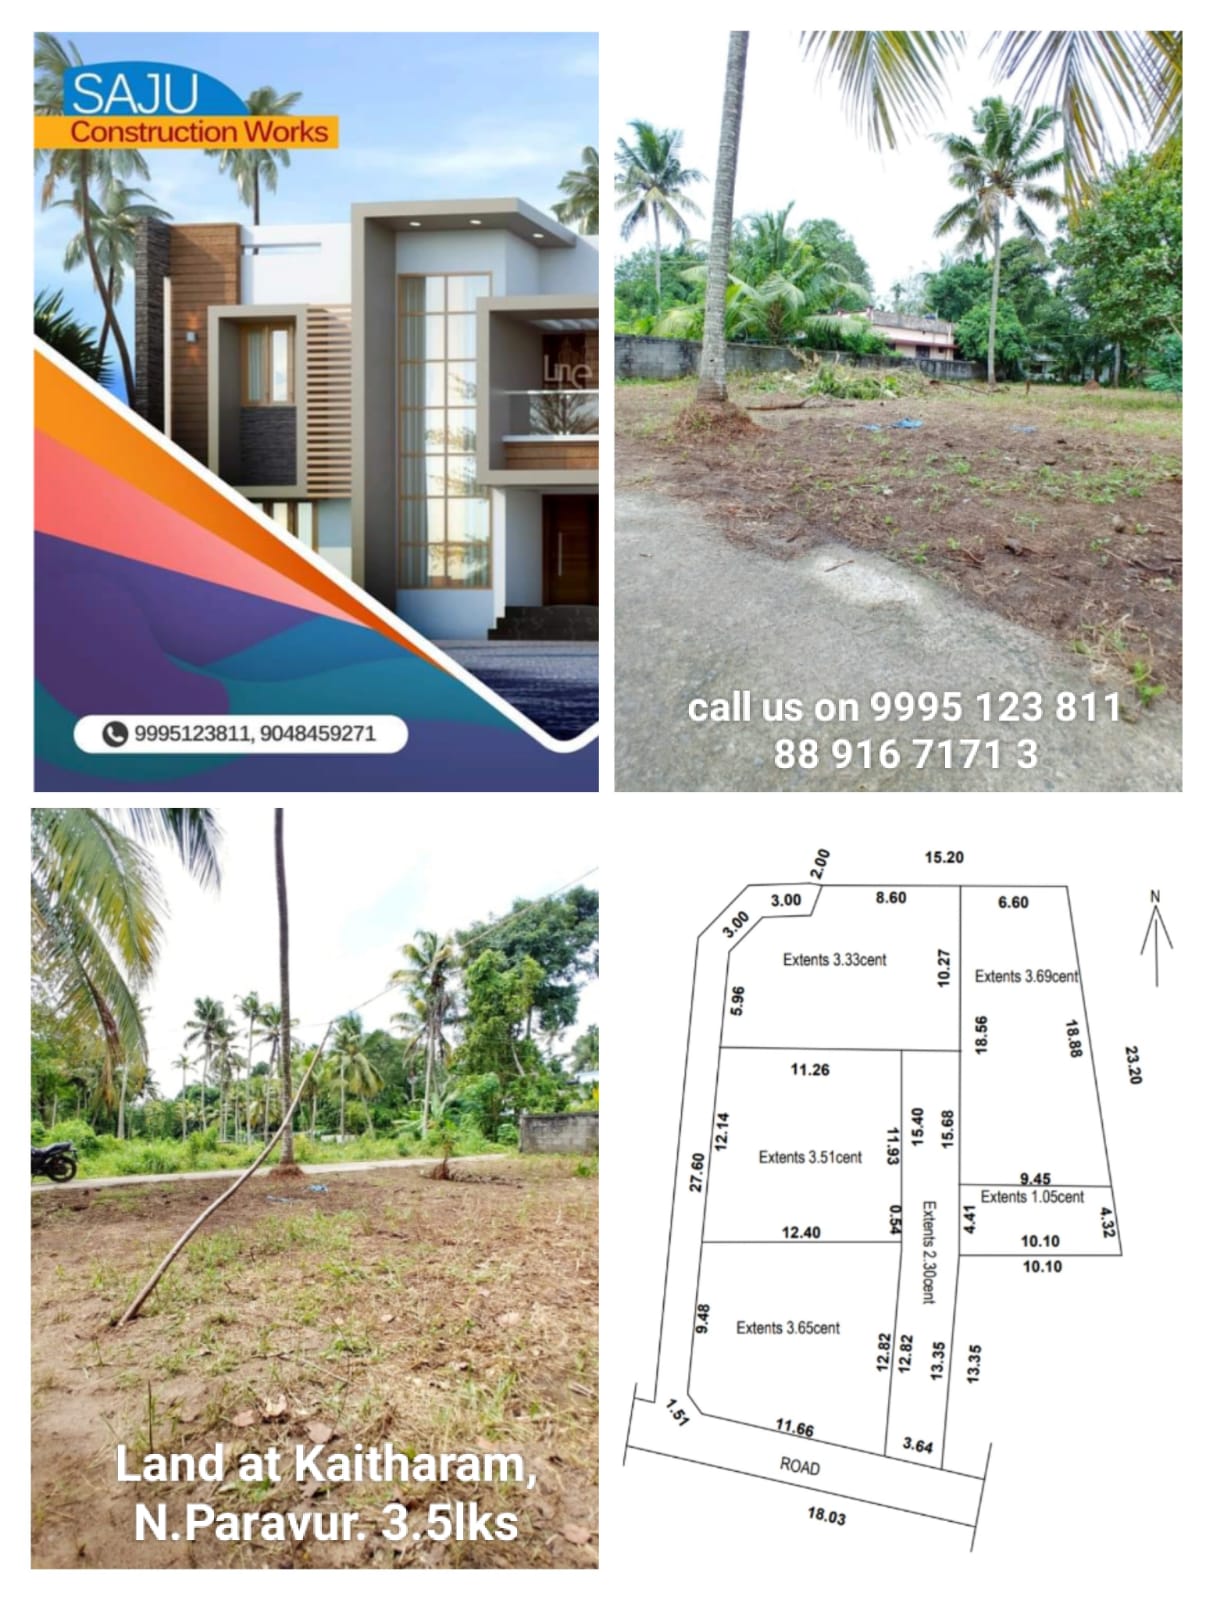 SAJU
Construction Works
Line
9995123811, 9048459271
call us on 9995 123 811
88 916 7171 3
Land at Kaitharam,
N.Paravur. 3.5lks
2.00
15.20
3.00
8.60
6.60
N
3.00
Extents 3.33cent
10.27
Extents 3.69cent
5.96
18.56
18.88
23.20
11.26
12.14
11.93
15.40
15.68
Extents 3.51cent
27.60
9.45
Extents 1.05cent
0.54
4.41
4.32
12.40
Extents 2.30cent
10.10
10.10
9.48
Extents 3.65cent
12.82
12.82
13.35
13.35
1.51
11.66
3.64
ROAD
18.03